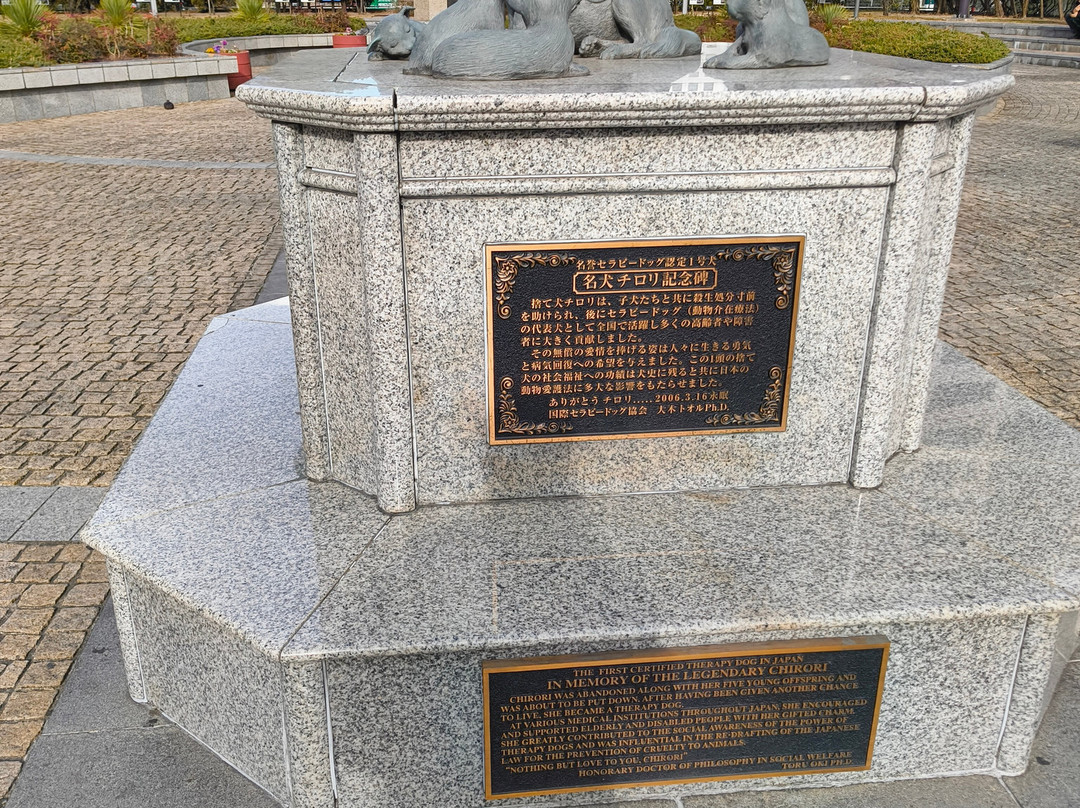 名誉セラピードッグ認定1号犬
名犬チロリ記念碑
捨て犬チロリは、子犬たちと共に殺生処分寸前
を助けられ、後にセラピードッグ（動物介在療法）
の代表犬として全国で活躍し多くの高齢者や障害
者に大きく貢献しました。
その無償の愛情を捧げる姿は人々に生きる勇気
と病気回復への希望を与えました。この1頭の捨て
犬の社会福祉への功績は犬史に残ると共に日本の
動物愛護法に多大な影響をもたらせました。
ありがとう チロリ.....2006.3.16永眠
国際セラピードッグ協会 大木トオルPh.D.
THE FIRST CERTIFIED THERAPY DOG IN JAPAN
IN MEMORY OF THE LEGENDARY CHIRORI
CHIRORI WAS ABANDONED ALONG WITH HER FIVE YOUNG OFFSPRING AND
WAS ABOUT TO BE PUT DOWN. AFTER HAVING BEEN GIVEN ANOTHER CHANCE
TO LIVE, SHE BECAME A THERAPY DOG.
AT VARIOUS MEDICAL INSTITUTIONS THROUGHOUT JAPAN, SHE ENCOURAGED
AND SUPPORTED ELDERLY AND DISABLED PEOPLE WITH HER GIFTED CHARM.
SHE GREATLY CONTRIBUTED TO THE SOCIAL AWARENESS OF THE POWER OF
THERAPY DOGS AND WAS INFLUENTIAL IN THE RE-DRAFTING OF THE JAPANESE
LAW FOR THE PREVENTION OF CRUELTY TO ANIMALS.
"NOTHING BUT LOVE TO YOU, CHIRORI"
HONORARY DOCTOR OF PHILOSOPHY IN SOCIAL WELFARE
TORU OKI PH.D.